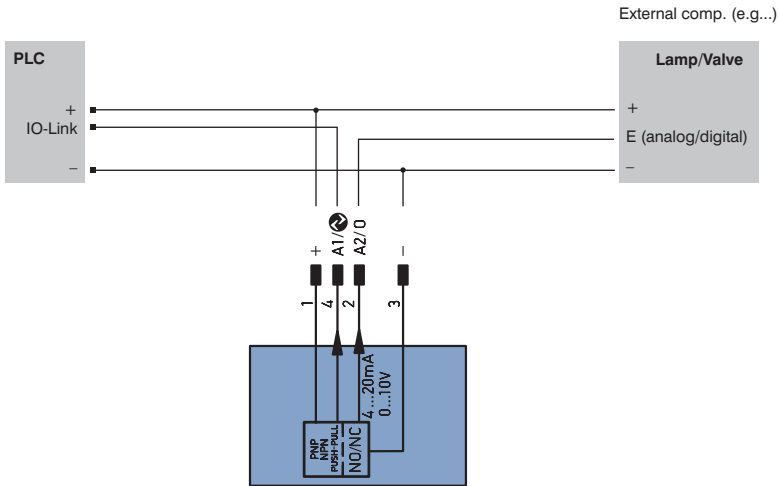 External comp. (e.g...)
PLC
Lamp/Valve
+
IO-Link
–
+
E (analog/digital)
–
+
A1/
A2/ O
–
1
4
2
3
4...20mA
0...10V
PNP
NPN
PUSH-PULL
NO/NC